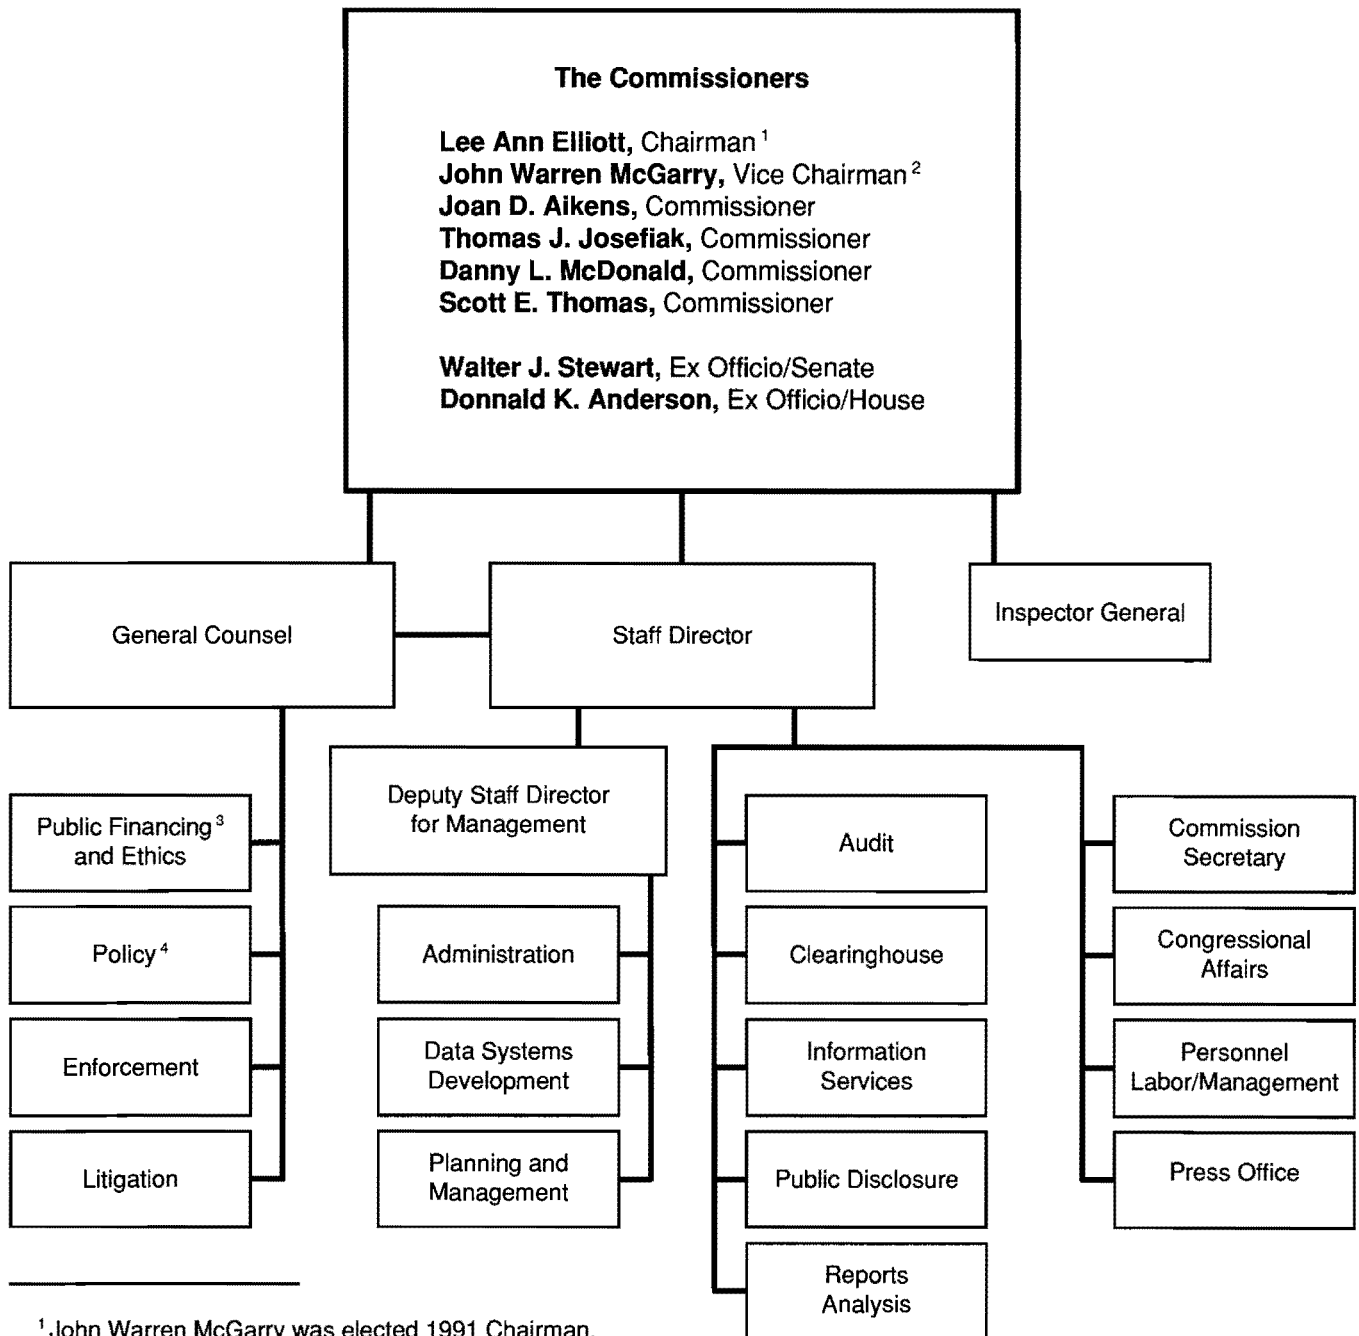 The Commissioners
Lee Ann Elliott, Chairman 1
John Warren McGarry, Vice Chairman 2
Joan D. Aikens, Commissioner
Thomas J. Josefiak, Commissioner
Danny L. McDonald, Commissioner
Scott E. Thomas, Commissioner
Walter J. Stewart, Ex Officio/Senate
Donnald K. Anderson, Ex Officio/House
General Counsel
Staff Director
Inspector General
Public Financing 3
and Ethics
Policy 4
Enforcement
Litigation
Deputy Staff Director
for Management
Administration
Data Systems
Development
Planning and
Management
Audit
Clearinghouse
Information
Services
Public Disclosure
Reports
Analysis
Commission
Secretary
Congressional
Affairs
Personnel
Labor/Management
Press Office
1 John Warren McGarry was elected 1991 Chairman.